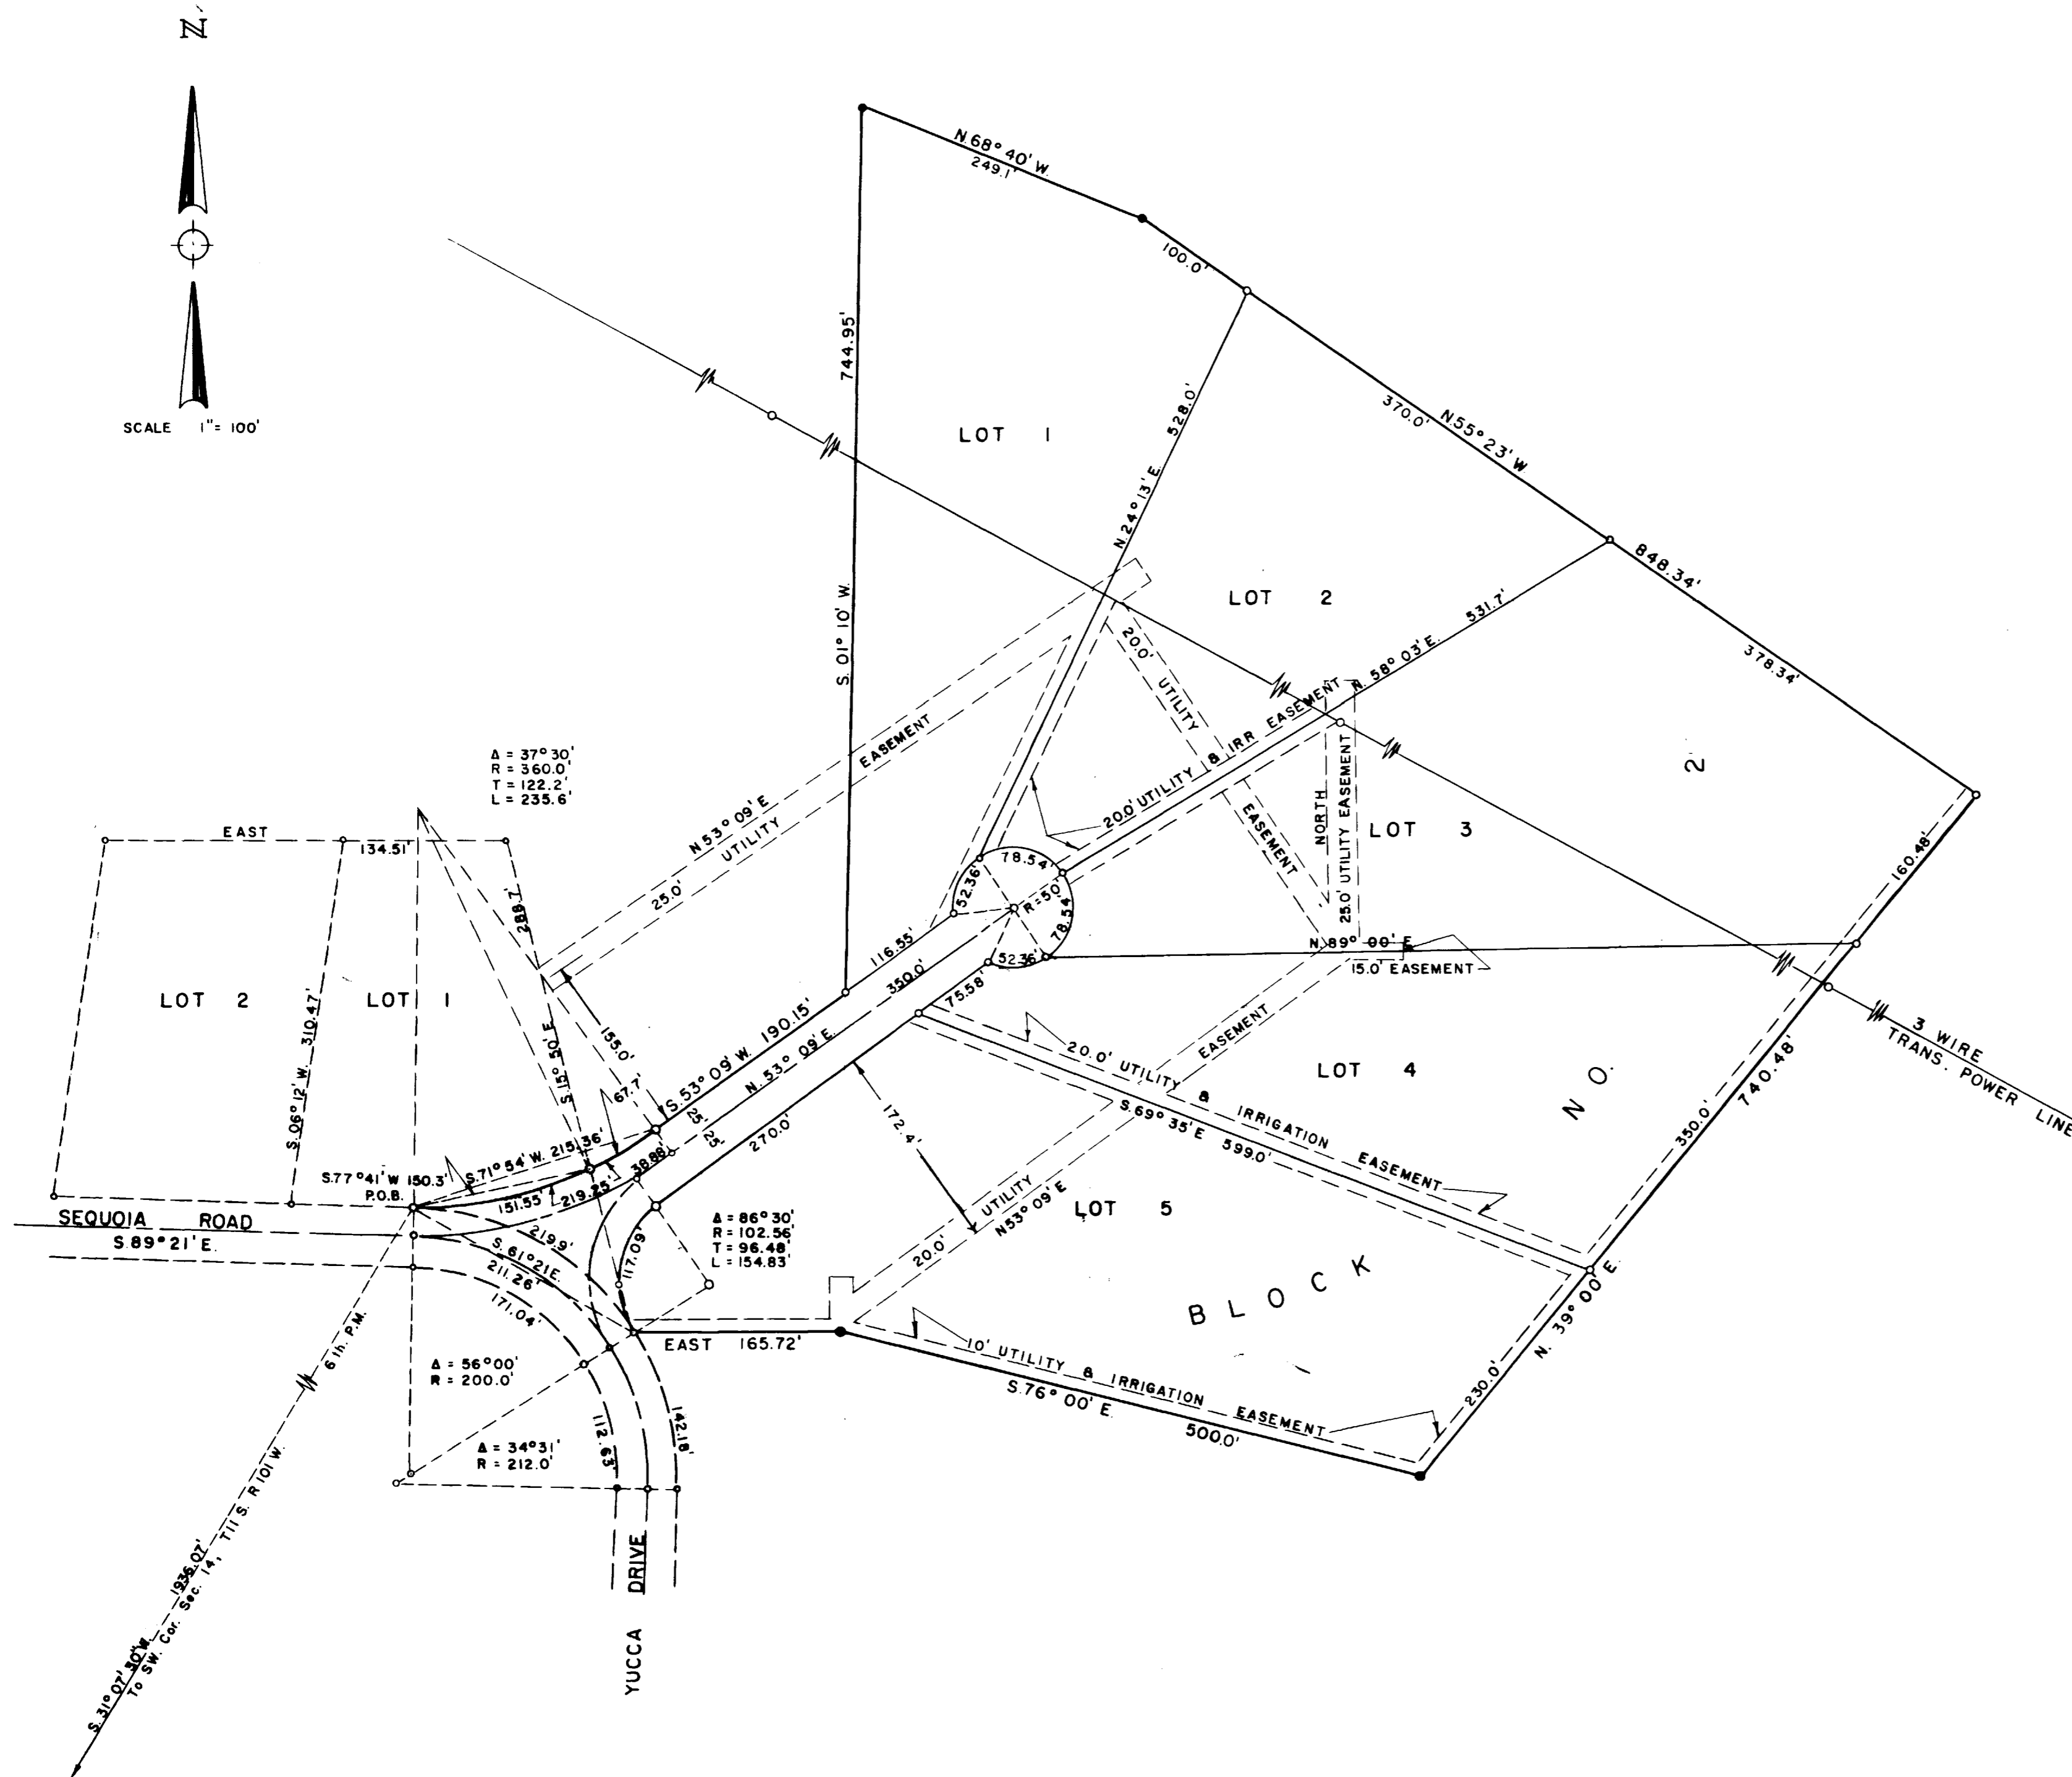 N.
SCALE 1"= 100'
N. 68° 40' W.
249.1'
100.0'
744.95'
S. 01° 10' W.
LOT 1
N. 24° 13' E. 528.0'
370.0'
N. 55° 23' W.
848.34'
378.34'
LOT 2
N. 58° 03' E. 531.7'
20.0'
UTILITY
EASEMENT
20.0' UTILITY & IRR EASEMENT
NORTH
25.0' UTILITY EASEMENT
LOT 3
2
160.48'
N 53° 09' E
UTILITY EASEMENT
25.0'
Δ = 37° 30'
R = 360.0'
T = 122.2'
L = 235.6'
EAST
134.51'
288.7'
LOT 2
LOT 1
S. 06° 12' W. 310.47'
S. 15° 50' E
155.0'
67.7'
78.54'
52.36'
R = 50'
78.54'
52.36'
116.55'
350.0'
75.58'
N. 89° 00' E
15.0' EASEMENT
S. 53° 09' W. 190.15'
N. 53° 09' E.
25' 25'
270.0'
172.4'
20.0' UTILITY & IRRIGATION EASEMENT
S. 69° 35' E 599.0'
EASEMENT
LOT 4
NO.
350.0'
740.48'
3 WIRE
TRANS. POWER LINE
S. 77° 41' W 150.3'
P.O.B.
S. 71° 54' W. 215.36'
151.55'
219.25'
38.88'
SEQUOIA ROAD
S. 89° 21' E.
219.9'
S. 61° 21' E.
211.26'
171.04'
117.09'
Δ = 86° 30'
R = 102.56'
T = 96.48'
L = 154.83'
20.0' UTILITY
N 53° 09' E
LOT 5
BLOCK
EAST 165.72'
10' UTILITY & IRRIGATION EASEMENT
S. 76° 00' E.
500.0'
230.0'
N. 39° 00' E.
Δ = 56° 00'
R = 200.0'
Δ = 34° 31'
R = 212.0'
112.63'
142.18'
YUCCA DRIVE
6 th. P.M.
S. 31° 07' 30" W. 1936.07'
To SW. Cor. Sec. 14, T 11 S. R 101 W.